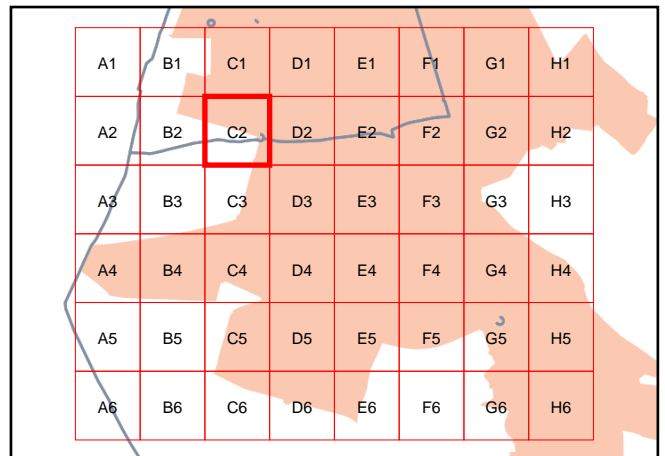 A1 B1 C1 D1 E1 F1 G1 H1
A2 B2 C2 D2 E2 F2 G2 H2
A3 B3 C3 D3 E3 F3 G3 H3
A4 B4 C4 D4 E4 F4 G4 H4
A5 B5 C5 D5 E5 F5 G5 H5
A6 B6 C6 D6 E6 F6 G6 H6